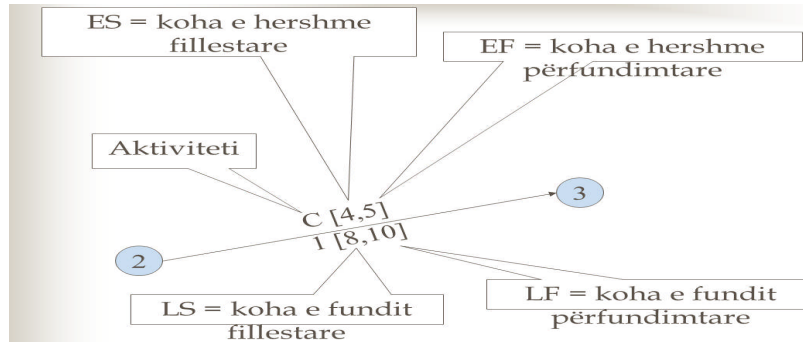 ES = koha e hershme
fillestare
EF = koha e hershme
përfundimtare
Aktiviteti
C [4,5]
1 [8,10]
3
2
LS = koha e fundit
fillestare
LF = koha e fundit
përfundimtare